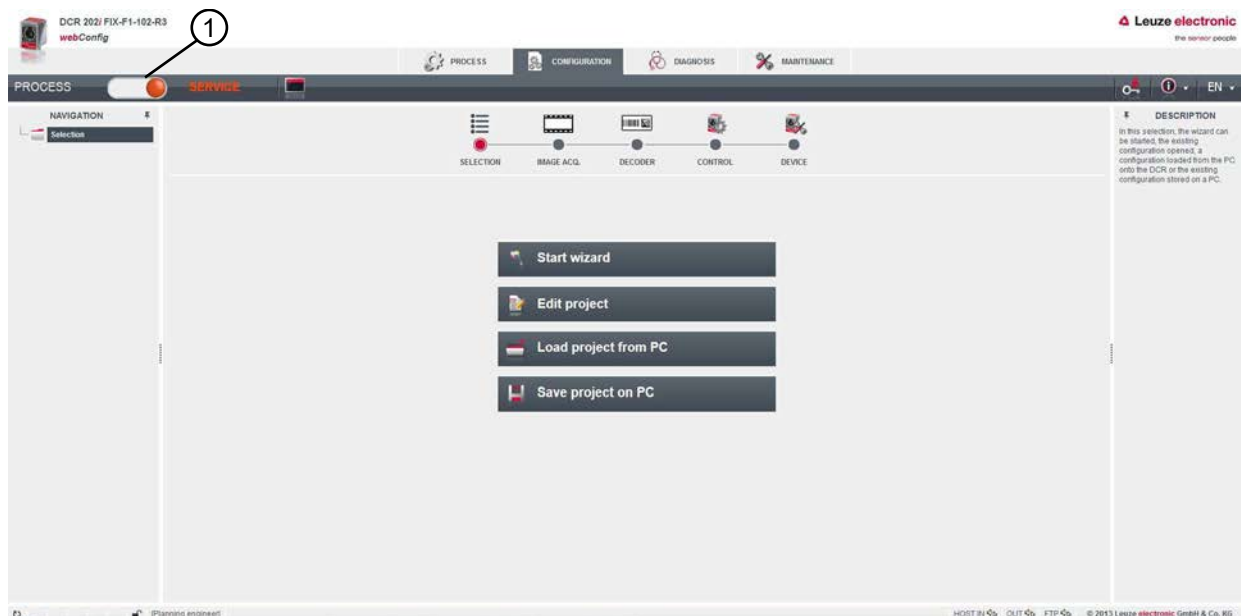 DCR 202i FIX-F1-102-R3
webConfig
1
Leuze electronic
the sensor people
PROCESS
CONFIGURATION
DIAGNOSIS
MAINTENANCE
PROCESS
SERVICE
EN
NAVIGATION
Selection
SELECTION
IMAGE ACQ.
DECODER
CONTROL
DEVICE
DESCRIPTION
In this selection, the wizard can
be started, the existing
configuration opened, a
configuration loaded from the PC
onto the DCR or the existing
configuration stored on a PC.
Start wizard
Edit project
Load project from PC
Save project on PC
(Planning engineer)
HOST IN
OUT
FTP
© 2013 Leuze electronic GmbH & Co. KG